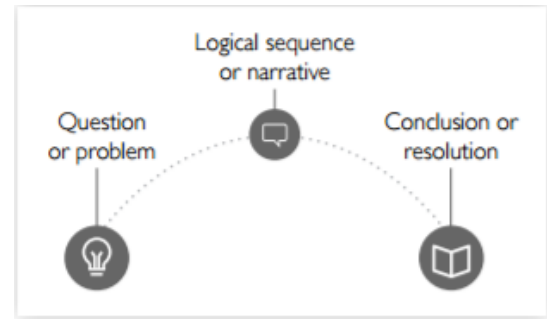 Logical sequence
or narrative
Question
or problem
Conclusion or
resolution